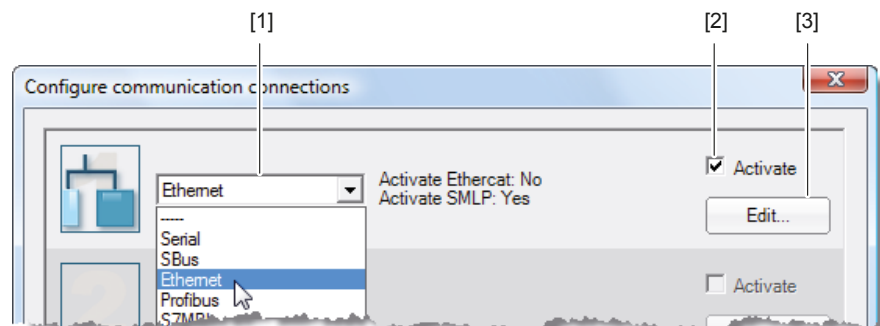 [1] [2] [3]
Configure communication connections
Ethernet
Activate Ethercat: No
Activate SMLP: Yes
Activate
Edit...
-----
Serial
SBus
Ethernet
Profibus
Activate